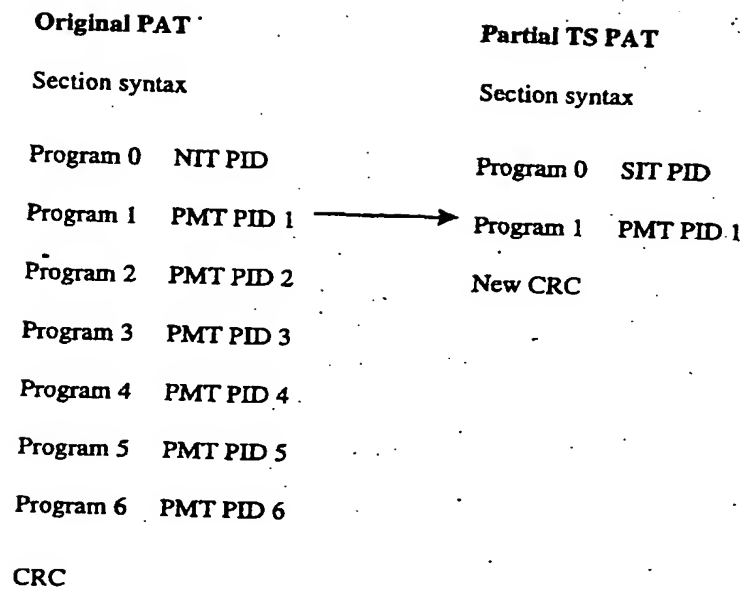 Original PAT
Section syntax
Program 0 NIT PID
Program 1 PMT PID 1
Program 2 PMT PID 2
Program 3 PMT PID 3
Program 4 PMT PID 4
Program 5 PMT PID 5
Program 6 PMT PID 6
CRC
Partial TS PAT
Section syntax
Program 0 SIT PID
Program 1 PMT PID 1
New CRC